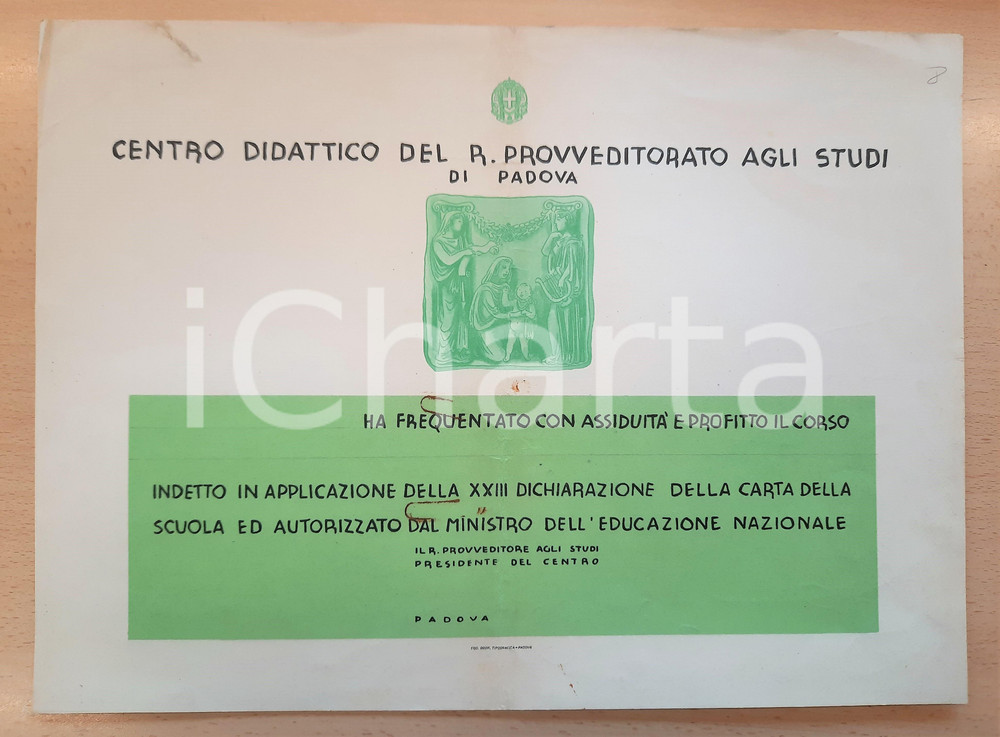 8
CENTRO DIDATTICO DEL R. PROVVEDITORATO AGLI STUDI
DI PADOVA
iCharta
HA FREQUENTATO CON ASSIDUITÀ E PROFITTO IL CORSO
INDETTO IN APPLICAZIONE DELLA XXIII DICHIARAZIONE DELLA CARTA DELLA
SCUOLA ED AUTORIZZATO DAL MINISTRO DELL'EDUCAZIONE NAZIONALE
IL R. PROVVEDITORE AGLI STUDI
PRESIDENTE DEL CENTRO
PADOVA
PADOVA